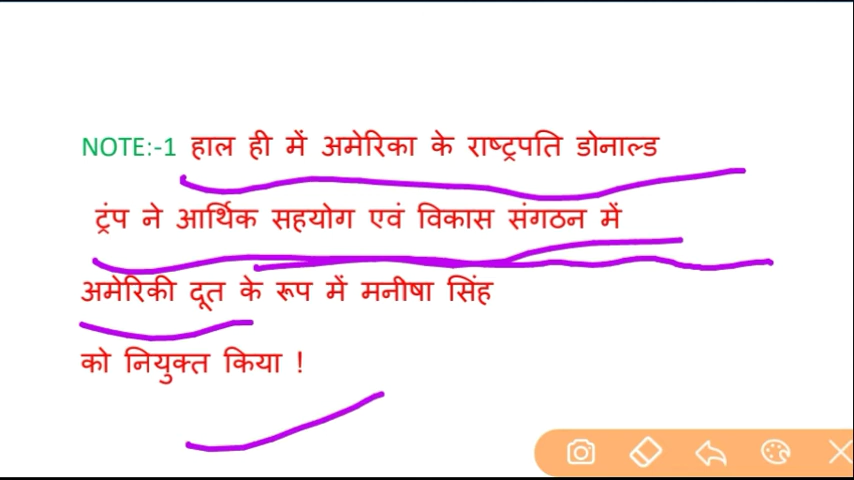 NOTE:-1 हाल ही में अमेरिका के राष्ट्रपति डोनाल्ड
ट्रंप ने आर्थिक सहयोग एवं विकास संगठन में
अमेरिकी दूत के रूप में मनीषा सिंह
को नियुक्त किया !